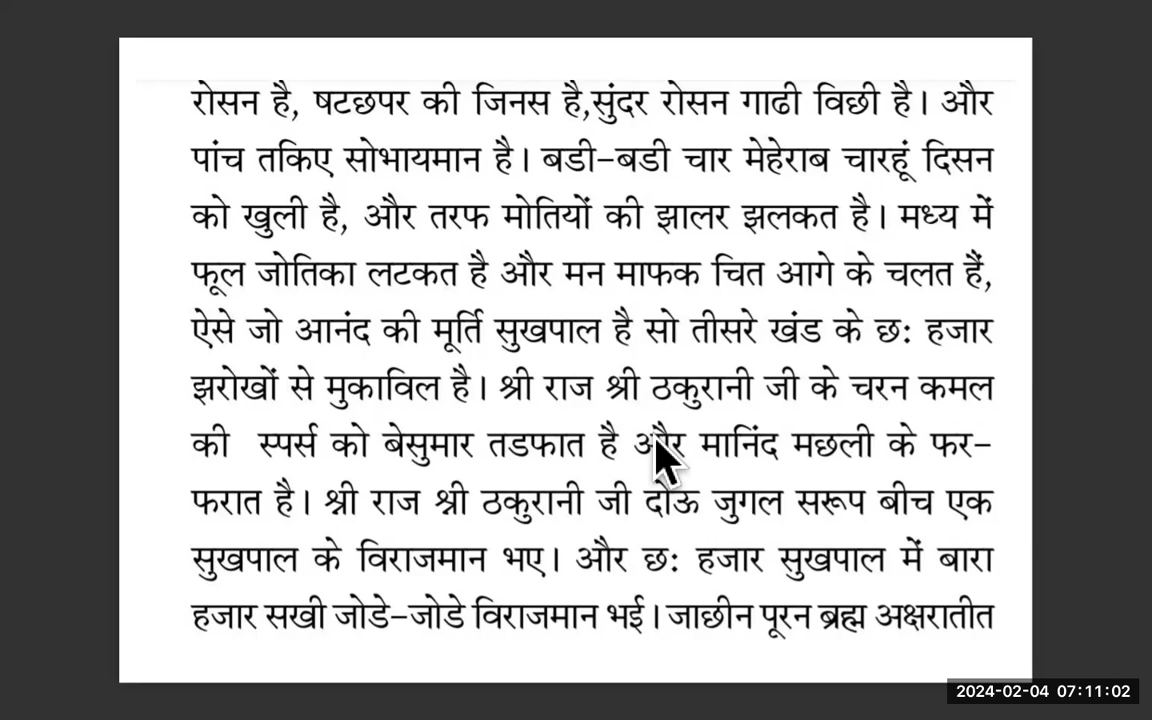 रोसन है, षटछपर की जिनस है,सुंदर रोसन गाढी विछी है। और
पांच तकिए सोभायमान है। बडी-बडी चार मेहेराब चारहूं दिसन
को खुली है, और तरफ मोतियों की झालर झलकत है। मध्य में
फूल जोतिका लटकत है और मन माफक चित आगे के चलत हैं,
ऐसे जो आनंद की मूर्ति सुखपाल है सो तीसरे खंड के छः हजार
झरोखों से मुकाविल है। श्री राज श्री ठकुरानी जी के चरन कमल
की स्पर्स को बेसुमार तडफात है और मानिंद मछली के फर-
फरात है। श्री राज श्री ठकुरानी जी दोऊ जुगल सरूप बीच एक
सुखपाल के विराजमान भए। और छः हजार सुखपाल में बारा
हजार सखी जोडे-जोडे विराजमान भई। जाछीन पूरन ब्रह्म अक्षरातीत
2024-02-04 07:11:02